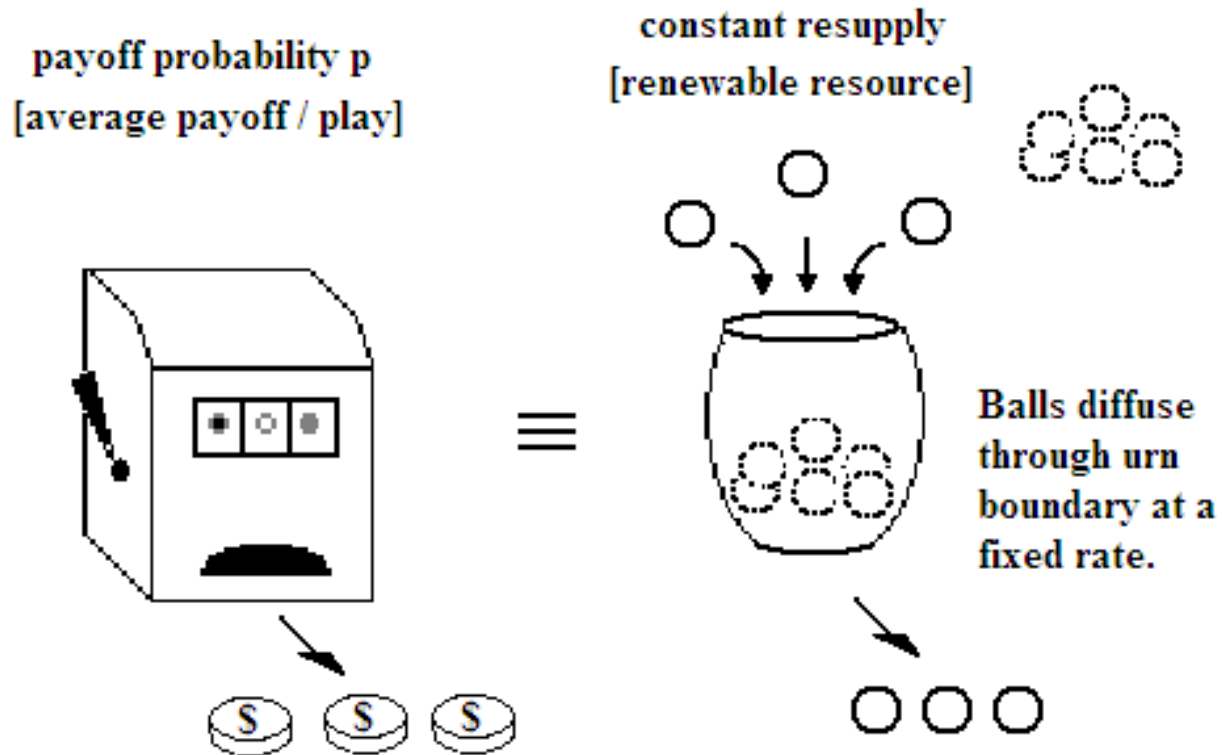 payoff probability p
[average payoff / play]
constant resupply
[renewable resource]
Balls diffuse
through urn
boundary at a
fixed rate.
$ $ $